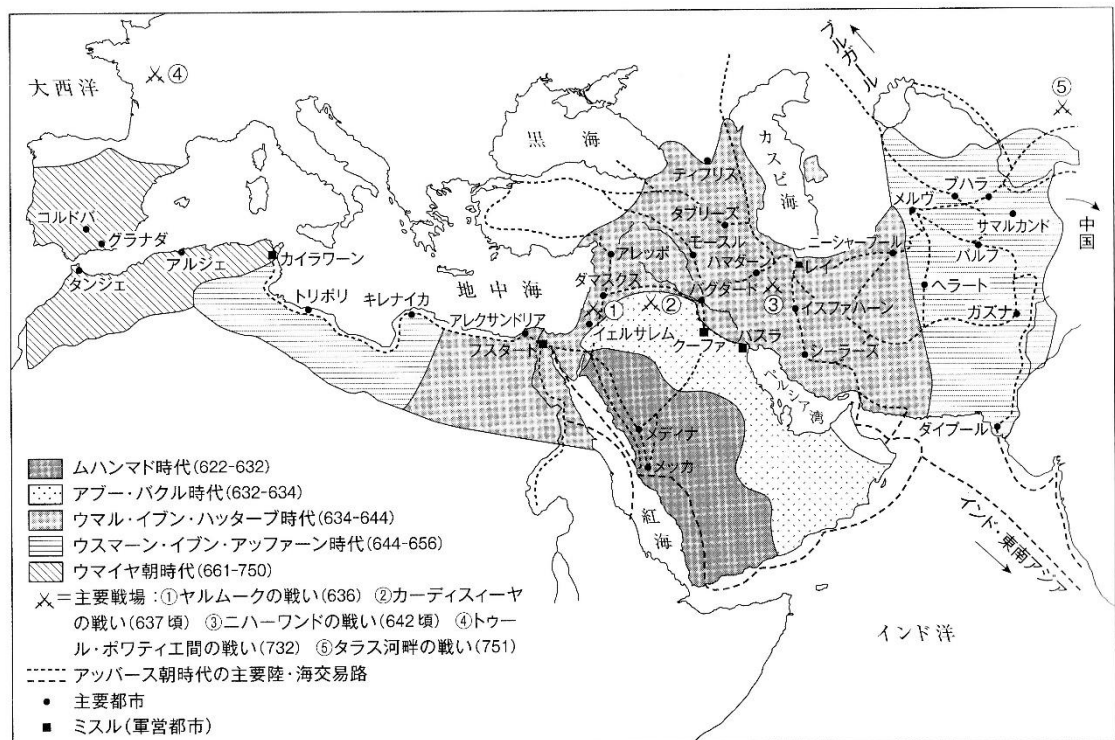 ブルガール
④
大西洋
⑤
黒海
カスピ海
ティフリス
ブハラ
メルヴ
中国
コルドバ
タブリーズ
サマルカンド
グラナダ
モースル
ニーシャープール
アレッポ
ハマダーン
レイ
バルフ
アルジェ
カイラワーン
ダマスクス
バグダード
③
ヘラート
タンジェ
地中海
①
②
イスファハーン
ガズナ
トリポリ
キレナイカ
アレクサンドリア
イェルサレム
クーファ
バスラ
フスタート
シーラーズ
ペルシア湾
メディナ
ダイブール
メッカ
紅海
インド・東南アジア
インド洋
ムハンマド時代(622-632)
アブー・バクル時代(632-634)
ウマル・イブン・ハッターブ時代(634-644)
ウスマーン・イブン・アッファーン時代(644-656)
ウマイヤ朝時代(661-750)
=主要戦場:①ヤルムークの戦い(636) ②カーディスィーヤ
の戦い(637頃) ③ニハーワンドの戦い(642頃) ④トゥー
ル・ポワティエ間の戦い(732) ⑤タラス河畔の戦い(751)
アッバース朝時代の主要陸・海交易路
主要都市
ミスル(軍営都市)